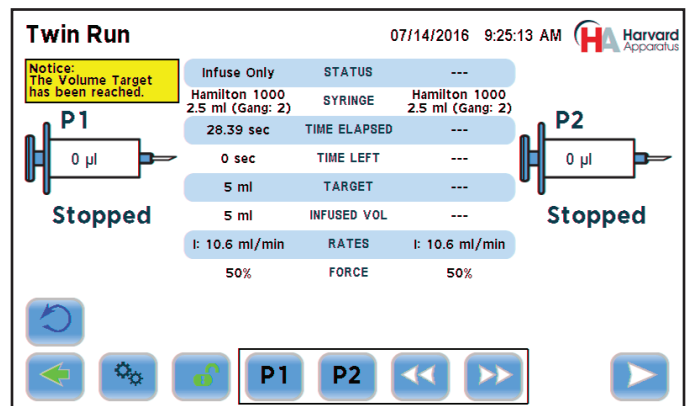 Twin Run 07/14/2016 9:25:13 AM HA Harvard Apparatus
Notice:
The Volume Target
has been reached.
Infuse Only STATUS ---
Hamilton 1000 2.5 ml (Gang: 2) SYRINGE Hamilton 1000 2.5 ml (Gang: 2)
28.39 sec TIME ELAPSED ---
0 sec TIME LEFT ---
5 ml TARGET ---
5 ml INFUSED VOL ---
I: 10.6 ml/min RATES I: 10.6 ml/min
50% FORCE 50%
P1
0 µl
Stopped
P2
0 µl
Stopped
P1 P2